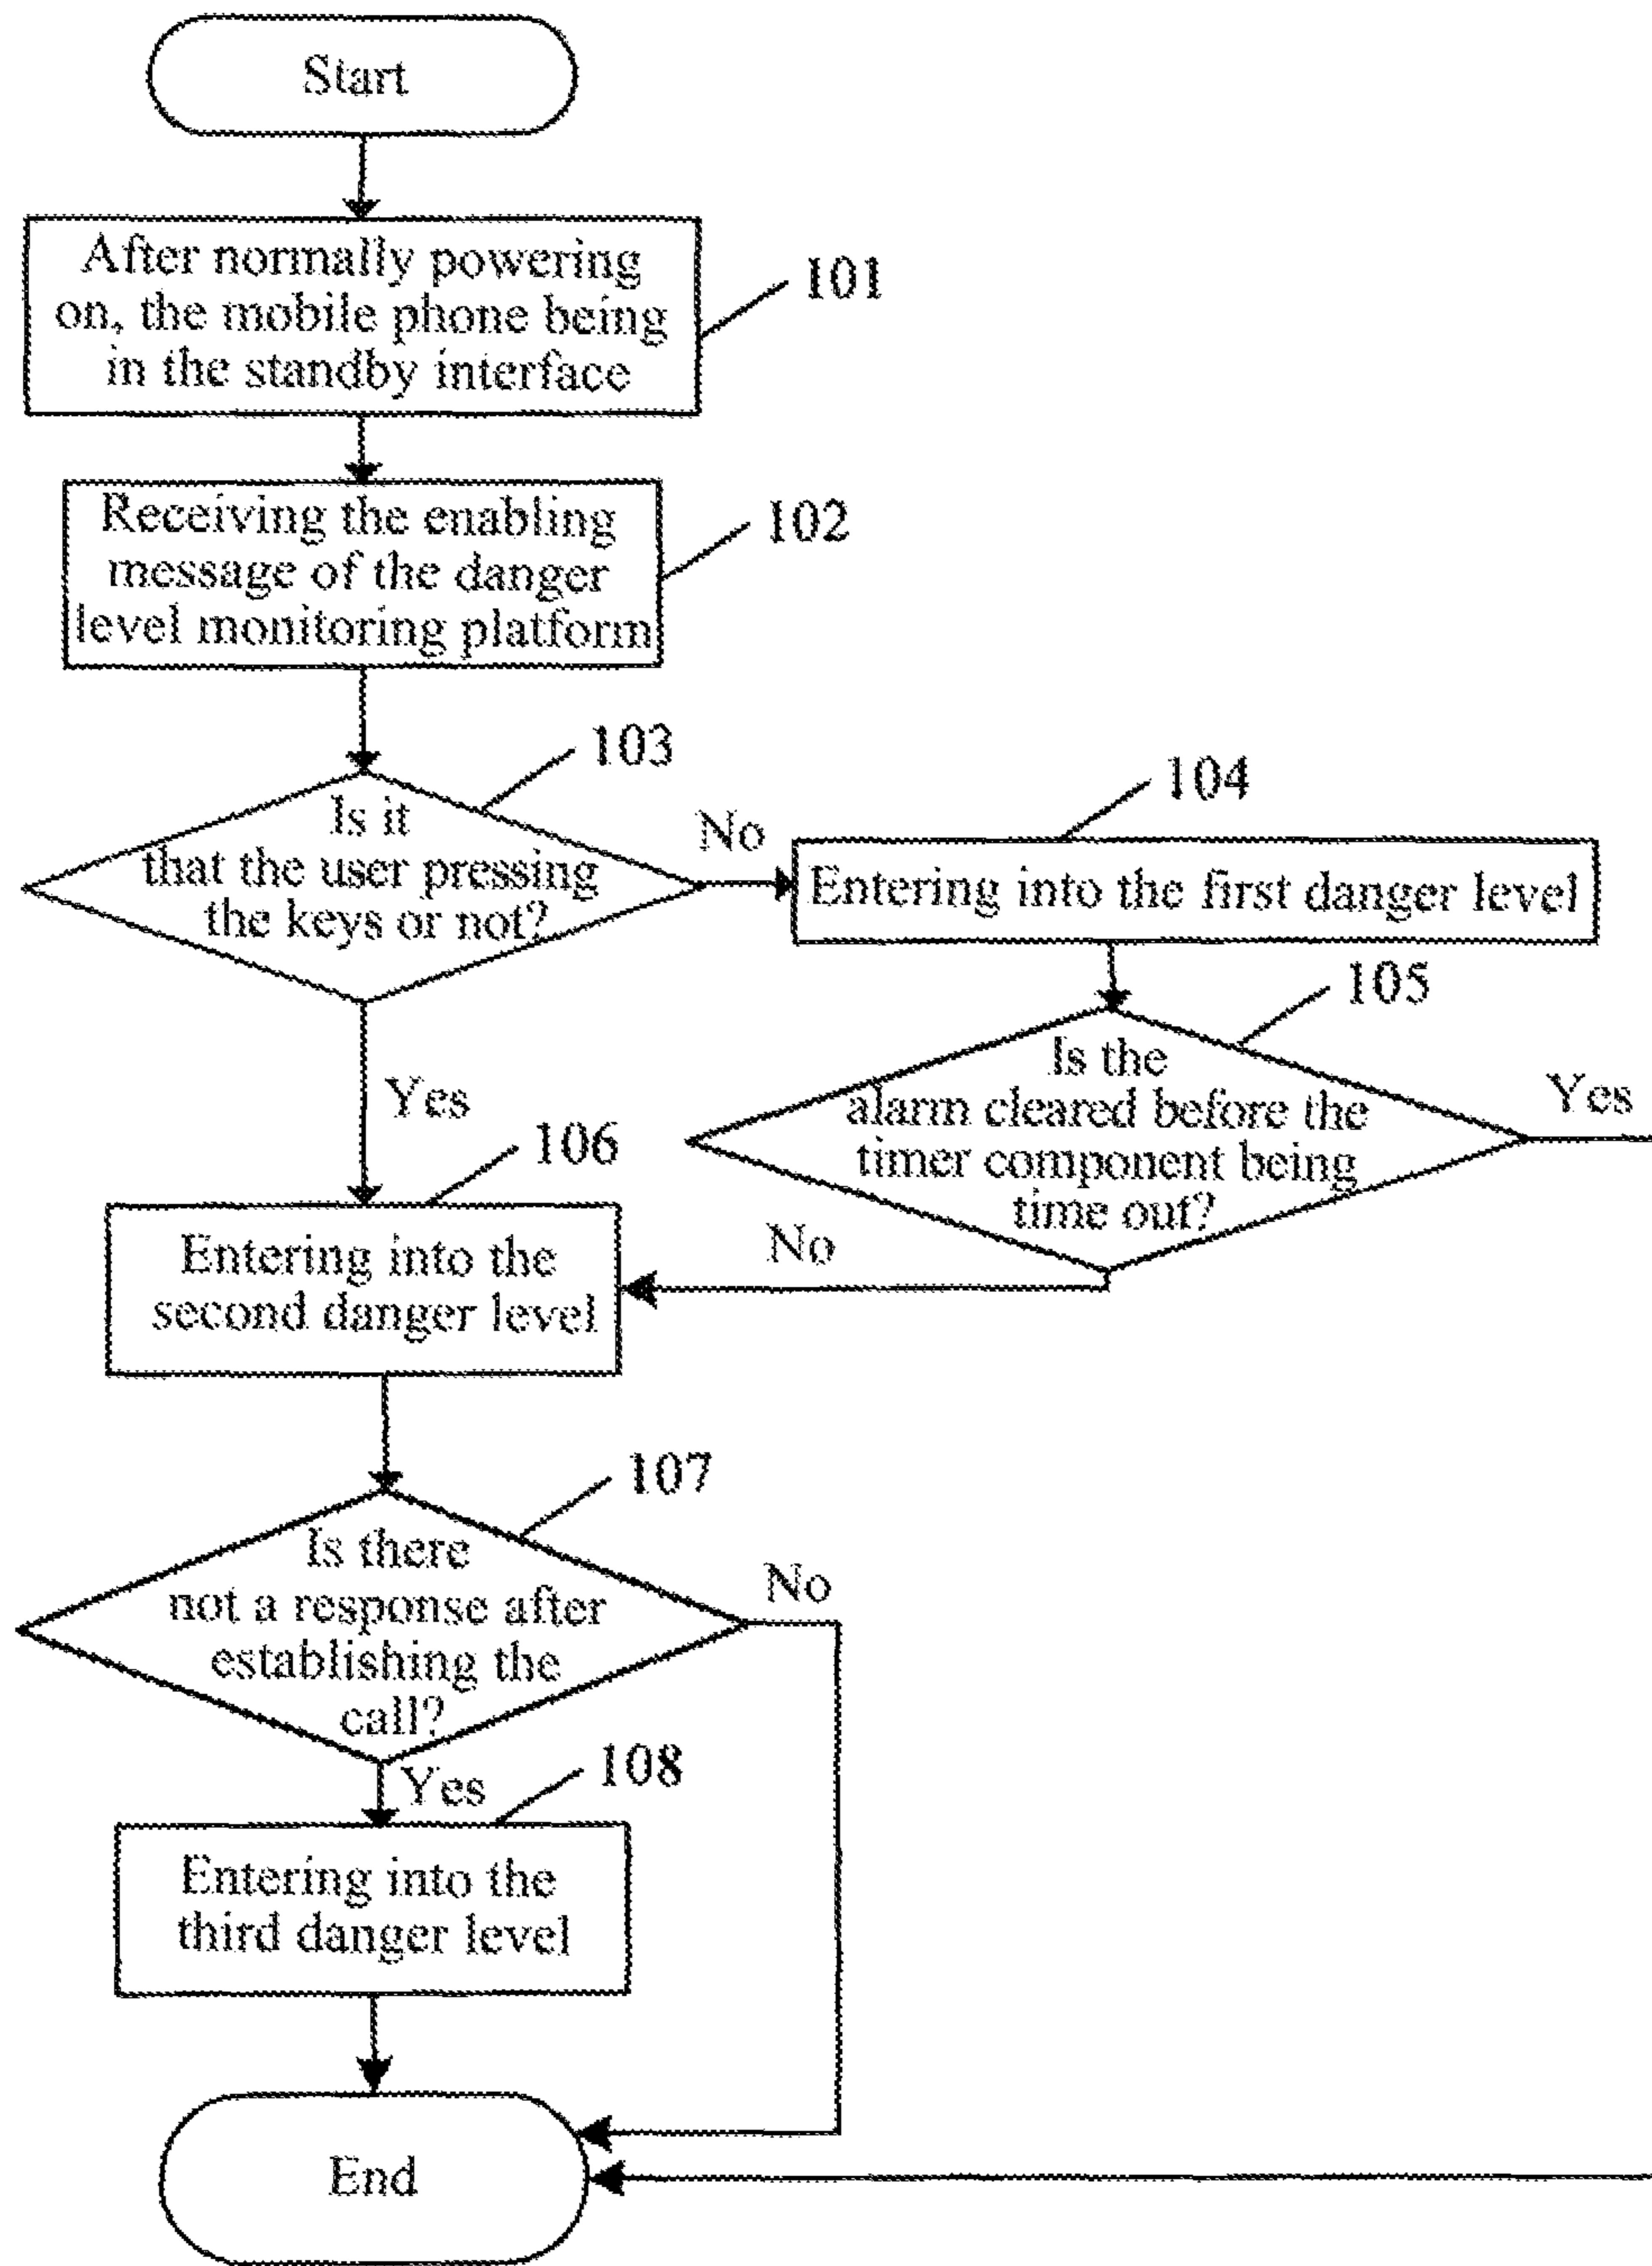 Start
After normally powering
on, the mobile phone being
in the standby interface
101
Receiving the enabling
message of the danger
level monitoring platform
102
103
Is it
that the user pressing
the keys or not?
No
104
Entering into the first danger level
105
Is the
alarm cleared before the
timer component being
time out?
Yes
No
Yes
106
Entering into the
second danger level
107
Is there
not a response after
establishing the
call?
No
Yes
108
Entering into the
third danger level
End